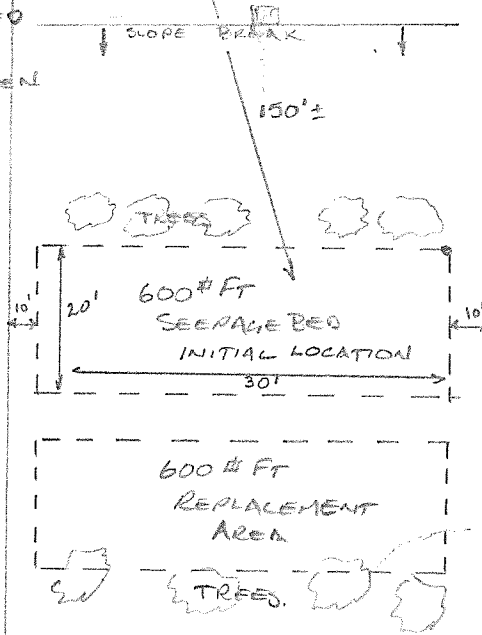 SLOPE BREAK
N
150'±
TREES
10'
20'
600 # FT
SEEPAGE BED
INITIAL LOCATION
30'
10'
600 # FT
REPLACEMENT
AREA
TREES.